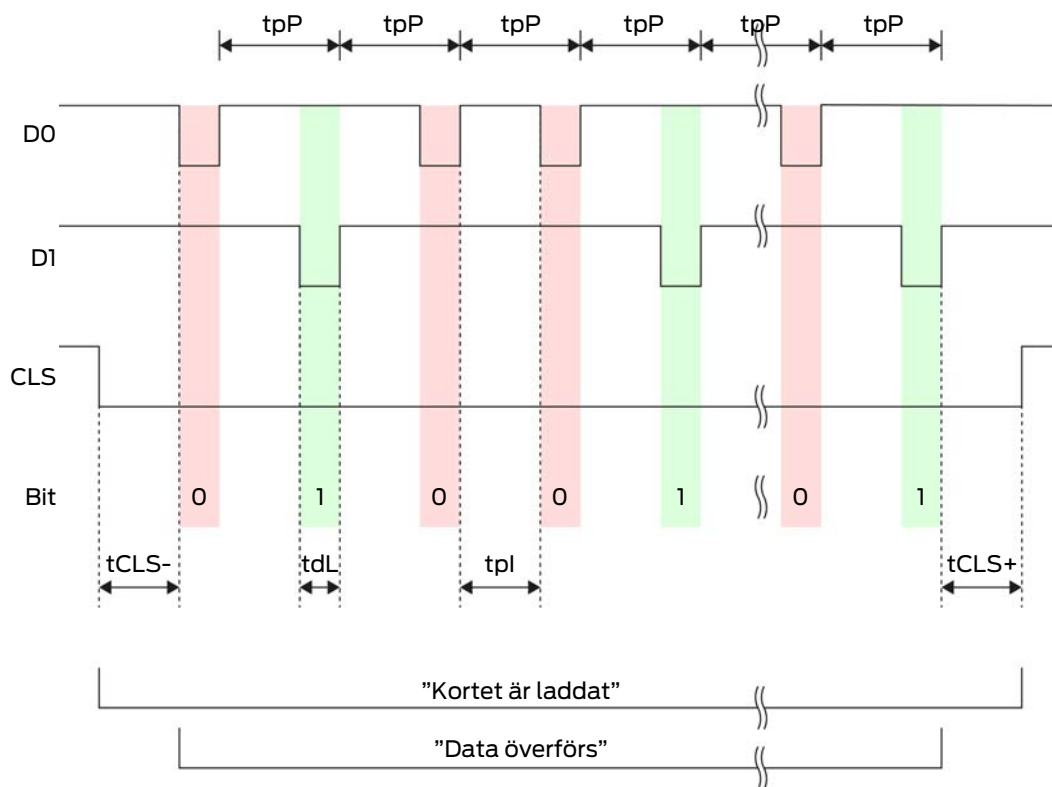 tpP tpP tpP tpP tpP tpP
D0
D1
CLS
Bit 0 1 0 0 1 0 1
tCLS- tdL tpI tCLS+
”Kortet är laddat”
”Data överförs”